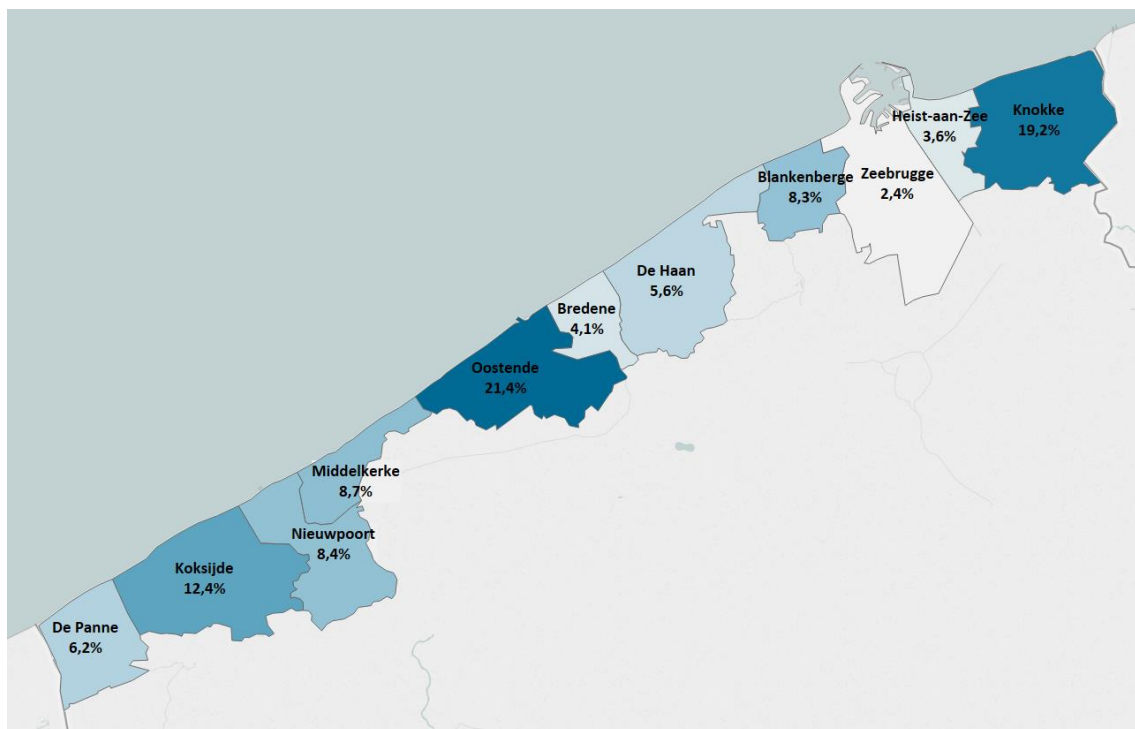 Knokke
19,2%
Heist-aan-Zee
3,6%
Zeebrugge
2,4%
Blankenberge
8,3%
De Haan
5,6%
Bredene
4,1%
Oostende
21,4%
Middelkerke
8,7%
Nieuwpoort
8,4%
Koksijde
12,4%
De Panne
6,2%